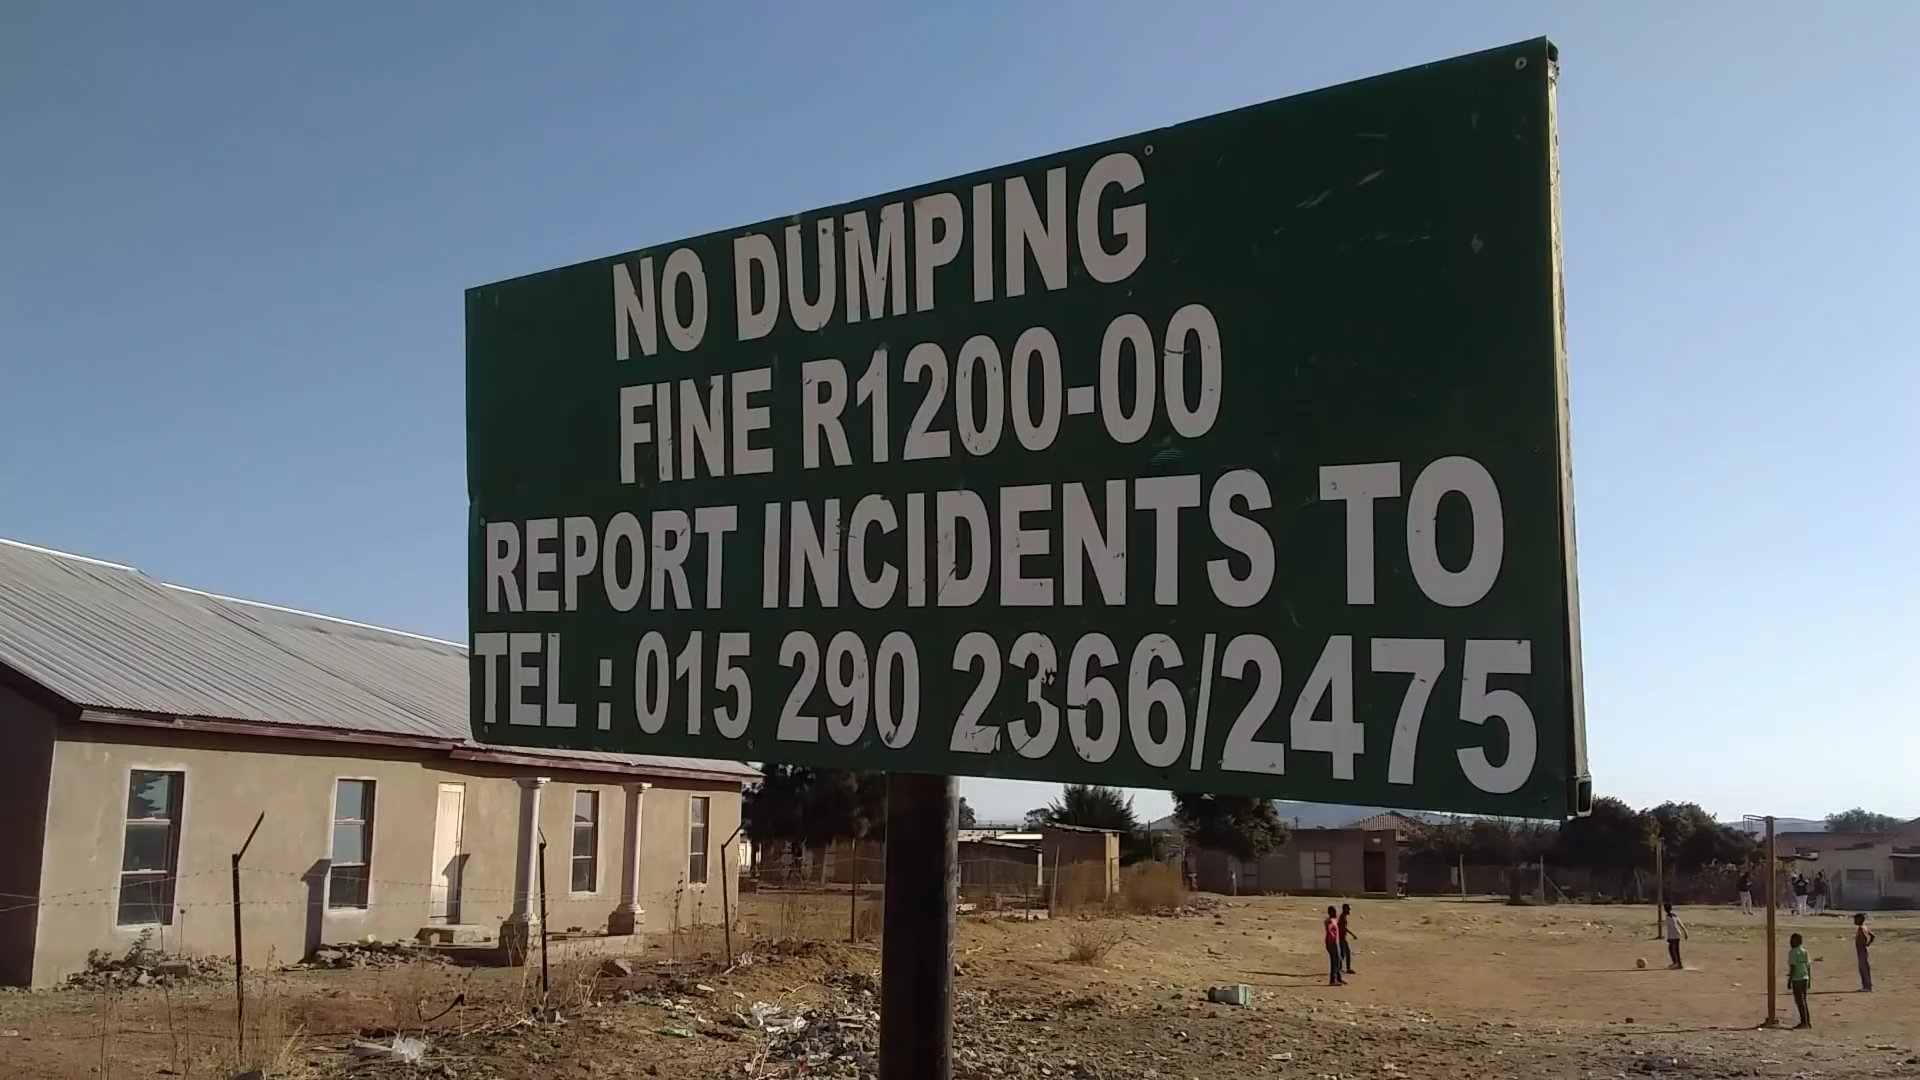 NO DUMPING
FINE R1200-00
REPORT INCIDENTS TO
TEL : 015 290 2366/2475